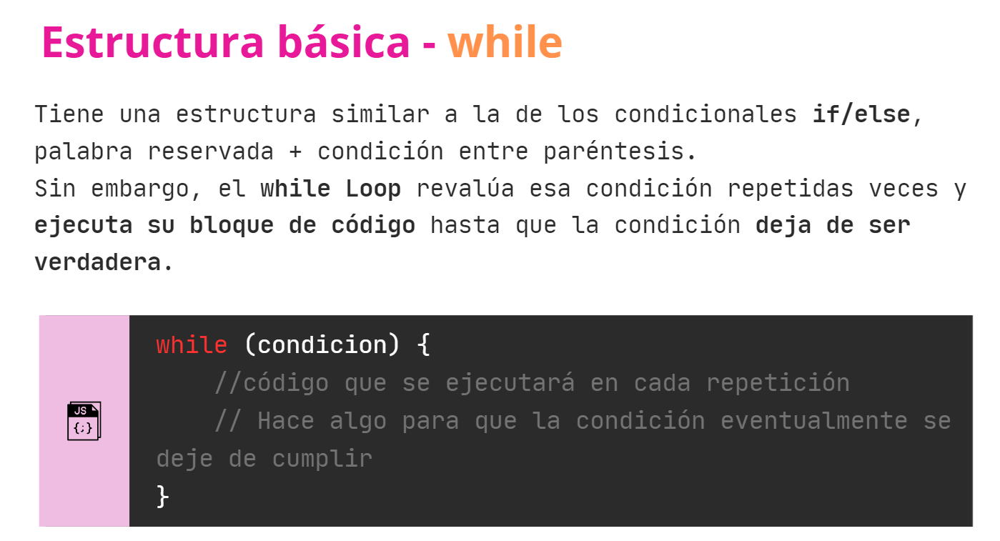 Estructura básica - while
Tiene una estructura similar a la de los condicionales if/else,
palabra reservada + condición entre paréntesis.
Sin embargo, el while Loop revalúa esa condición repetidas veces y
ejecuta su bloque de código hasta que la condición deja de ser
verdadera.
while (condicion) {
//código que se ejecutará en cada repetición
// Hace algo para que la condición eventualmente se
deje de cumplir
}
JS
{;}